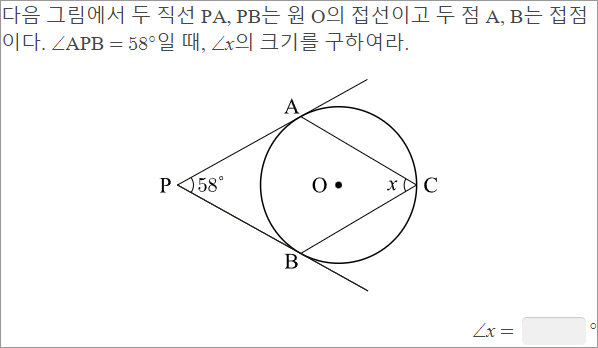 다음 그림에서 두 직선 PA, PB는 원 O의 접선이고 두 점 A, B는 접점
이다. ∠APB = 58°일 때, ∠x의 크기를 구하여라.
A
P 58° O x C
B
∠x = °